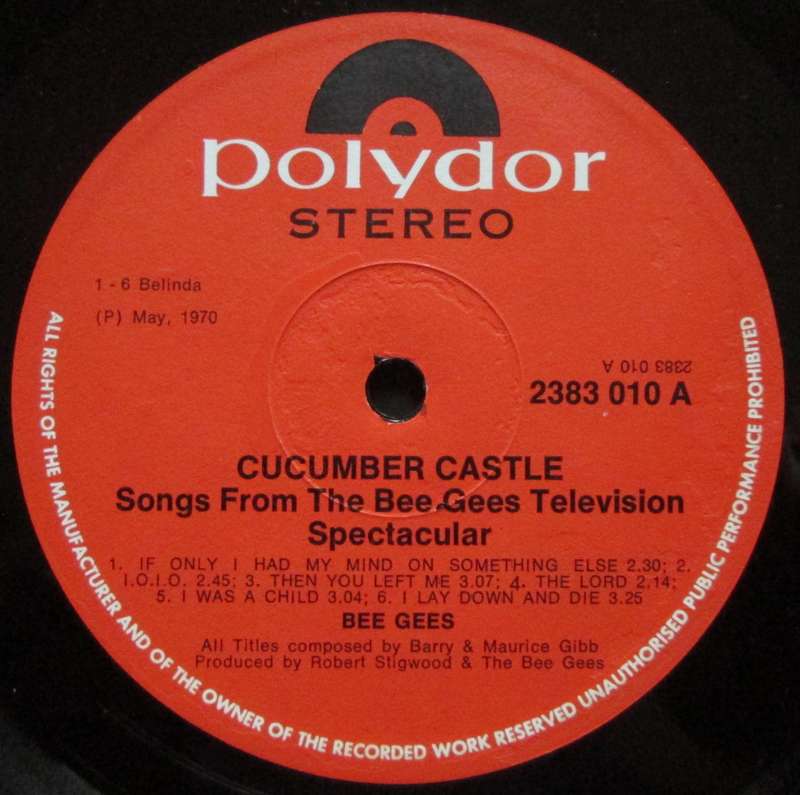 polydor
STEREO
1 - 6 Belinda
(P) May, 1970
2383 010 A
2383 010 A
CUCUMBER CASTLE
Songs From The Bee Gees Television
Spectacular
1. IF ONLY I HAD MY MIND ON SOMETHING ELSE 2.30; 2.
I.O.I.O. 2.45; 3. THEN YOU LEFT ME 3.07; 4. THE LORD 2.14;
5. I WAS A CHILD 3.04; 6. I LAY DOWN AND DIE 3.25
BEE GEES
All Titles composed by Barry & Maurice Gibb
Produced by Robert Stigwood & The Bee Gees
ALL RIGHTS OF THE MANUFACTURER AND OF THE OWNER OF THE RECORDED WORK RESERVED UNAUTHORISED PUBLIC PERFORMANCE PROHIBITED